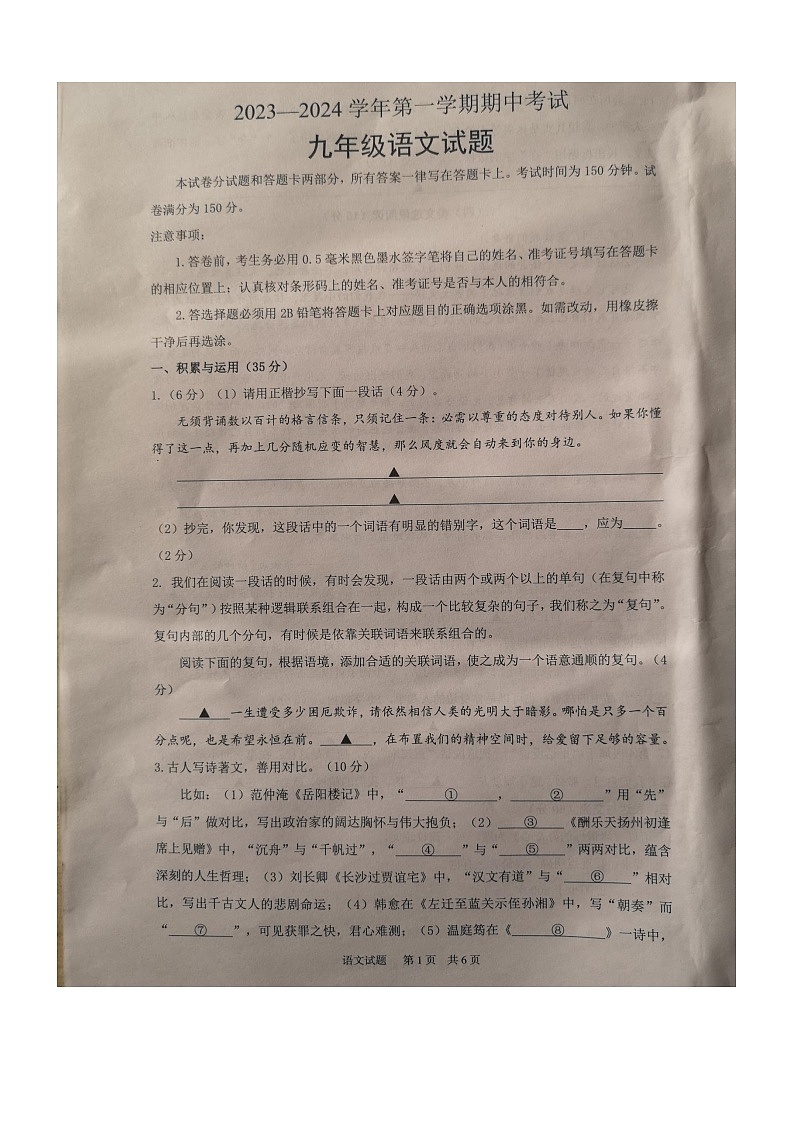 2023—2024 学年第一学期期中考试
九年级语文试题
本试卷分试题和答题卡两部分，所有答案一律写在答题卡上。考试时间为 150 分钟。试
卷满分为 150 分。
注意事项：
1.答卷前，考生务必用 0.5 毫米黑色墨水签字笔将自己的姓名、准考证号填写在答题卡
的相应位置上；认真核对条形码上的姓名、准考证号是否与本人的相符合。
2.答选择题必须用 2B 铅笔将答题卡上对应题目的正确选项涂黑。如需改动，用橡皮擦
干净后再选涂。
一、积累与运用（35 分）
1.（6 分）（1）请用正楷抄写下面一段话（4 分）。
无须背诵数以百计的格言信条，只须记住一条：必需以尊重的态度对待别人。如果你懂
得了这一点，再加上几分随机应变的智慧，那么风度就会自动来到你的身边。
▲
▲
（2）抄完，你发现，这段话中的一个词语有明显的错别字，这个词语是____，应为_____。
（2 分）
2. 我们在阅读一段话的时候，有时会发现，一段话由两个或两个以上的单句（在复句中称
为“分句”）按照某种逻辑联系组合在一起，构成一个比较复杂的句子，我们称之为“复句”。
复句内部的几个分句，有时候是依靠关联词语来联系组合的。
阅读下面的复句，根据语境，添加合适的关联词语，使之成为一个语意通顺的复句。（4
分）
___▲___一生遭受多少困厄欺诈，请依然相信人类的光明大于暗影。哪怕是只多一个百
分点呢，也是希望永恒在前。___▲___，在布置我们的精神空间时，给爱留下足够的容量。
3.古人写诗著文，善用对比。（10 分）
比如：（1）范仲淹《岳阳楼记》中，“_____①_____，_____②_____”用“先”
与“后”做对比，写出政治家的阔达胸怀与伟大抱负；（2）____③____《酬乐天扬州初逢
席上见赠》中，“沉舟”与“千帆过”，“____④____”与“____⑤____”两两对比，蕴含
深刻的人生哲理；（3）刘长卿《长沙过贾谊宅》中，“汉文有道”与“____⑥____”相对
比，写出千古文人的悲剧命运；（4）韩愈在《左迁至蓝关示侄孙湘》中，写“朝奏”而
“____⑦____”，可见获罪之快，君心难测；（5）温庭筠在《_____⑧_____》一诗中，
语文试题 第 1 页 共 6 页